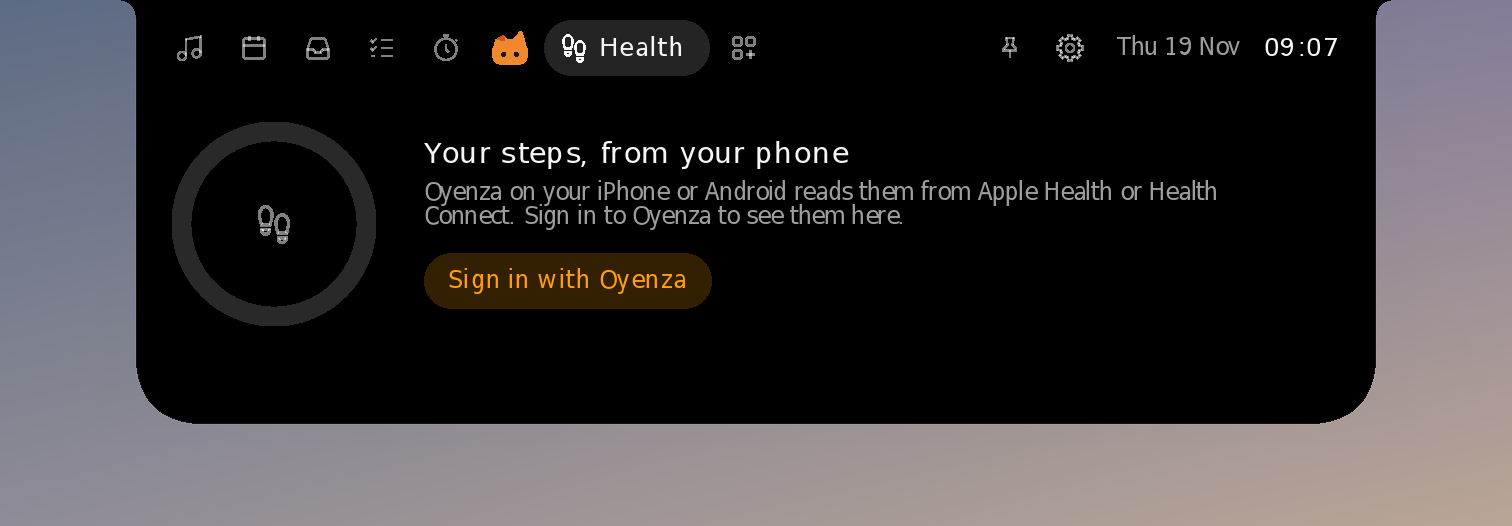 Health
Thu 19 Nov 09:07
Your steps, from your phone
Oyenza on your iPhone or Android reads them from Apple Health or Health
Connect. Sign in to Oyenza to see them here.
Sign in with Oyenza